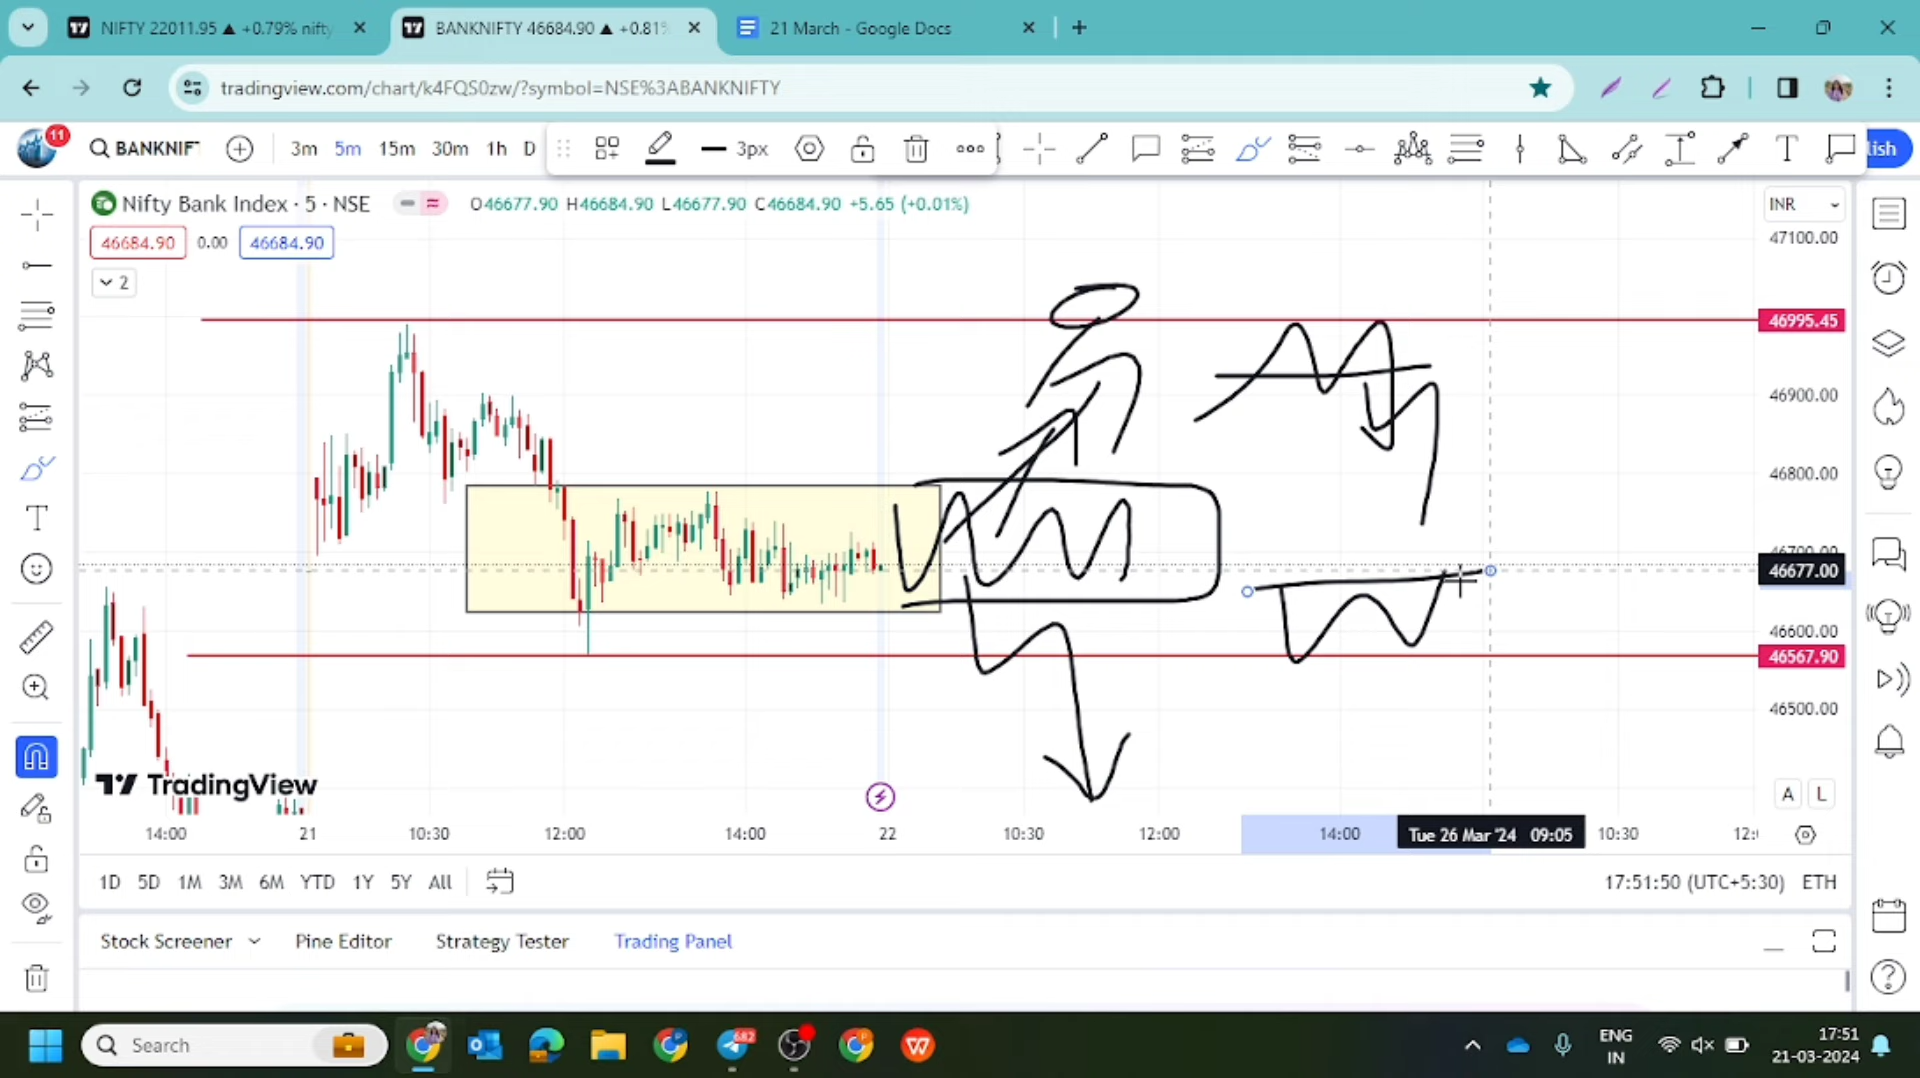 NIFTY 22011.95 ▲ +0.79% nifty
BANKNIFTY 46684.90 ▲ +0.81%
21 March - Google Docs
tradingview.com/chart/k4FQS0zw/?symbol=NSE%3ABANKNIFTY
11
BANKNIF
3m 5m 15m 30m 1h D
3px
lish
Nifty Bank Index · 5 · NSE
O46677.90 H46684.90 L46677.90 C46684.90 +5.65 (+0.01%)
INR
46684.90 0.00 46684.90
47100.00
2
46995.45
46900.00
46800.00
46700.00
46677.00
46600.00
46567.90
46500.00
TradingView
A L
14:00 21 10:30 12:00 14:00 22 10:30 12:00 14:00 Tue 26 Mar '24 09:05 10:30 12:
1D 5D 1M 3M 6M YTD 1Y 5Y All
17:51:50 (UTC+5:30) ETH
Stock Screener Pine Editor Strategy Tester Trading Panel
Search
682
ENG
IN
17:51
21-03-2024